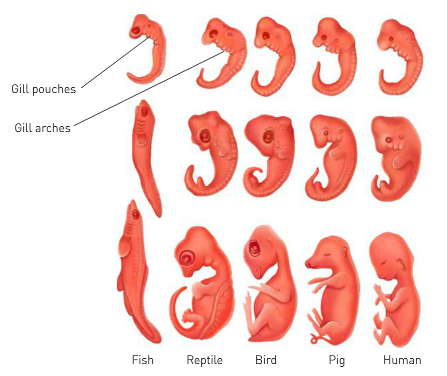 Gill pouches
Gill arches
Fish Reptile Bird Pig Human